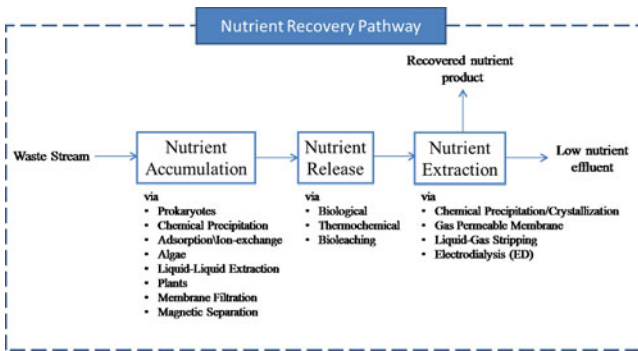 Nutrient Recovery Pathway
Recovered nutrient
product
Waste Stream
Nutrient
Accumulation
Nutrient
Release
Nutrient
Extraction
Low nutrient
effluent
via
• Prokaryotes
• Chemical Precipitation
• Adsorption\Ion-exchange
• Algae
• Liquid-Liquid Extraction
• Plants
• Membrane Filtration
• Magnetic Separation
via
• Biological
• Thermochemical
• Bioleaching
via
• Chemical Precipitation/Crystallization
• Gas Permeable Membrane
• Liquid-Gas Stripping
• Electrodialysis (ED)